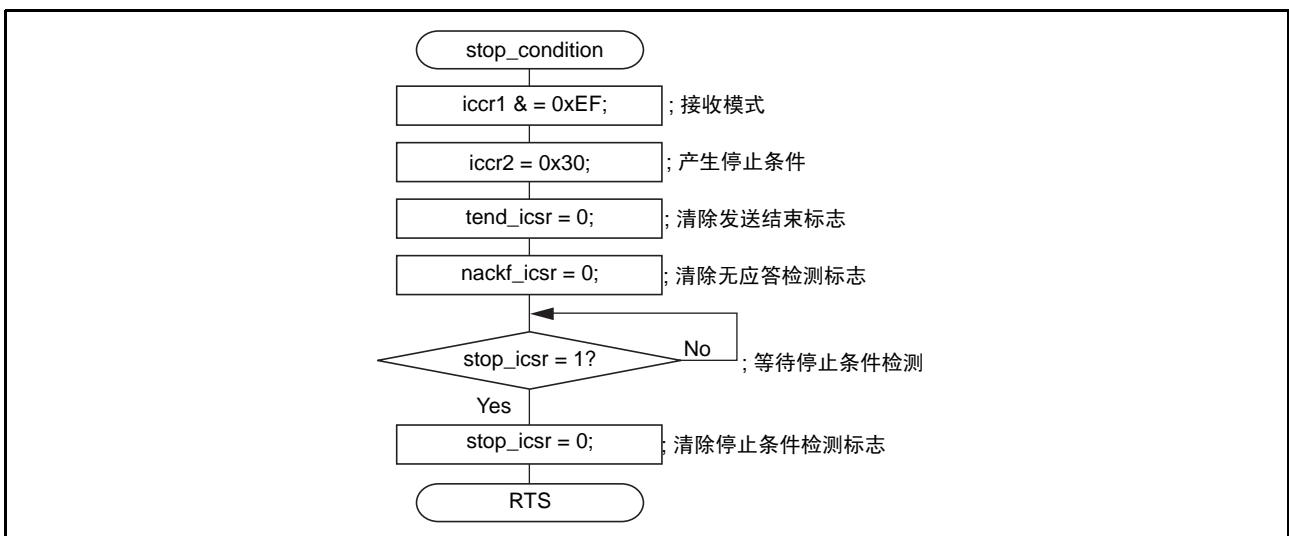 stop_condition
iccr1 & = 0xEF; ; 接收模式
iccr2 = 0x30; ; 产生停止条件
tend_icsr = 0; ; 清除发送结束标志
nackf_icsr = 0; ; 清除无应答检测标志
stop_icsr = 1? No ; 等待停止条件检测
Yes
stop_icsr = 0; ; 清除停止条件检测标志
RTS